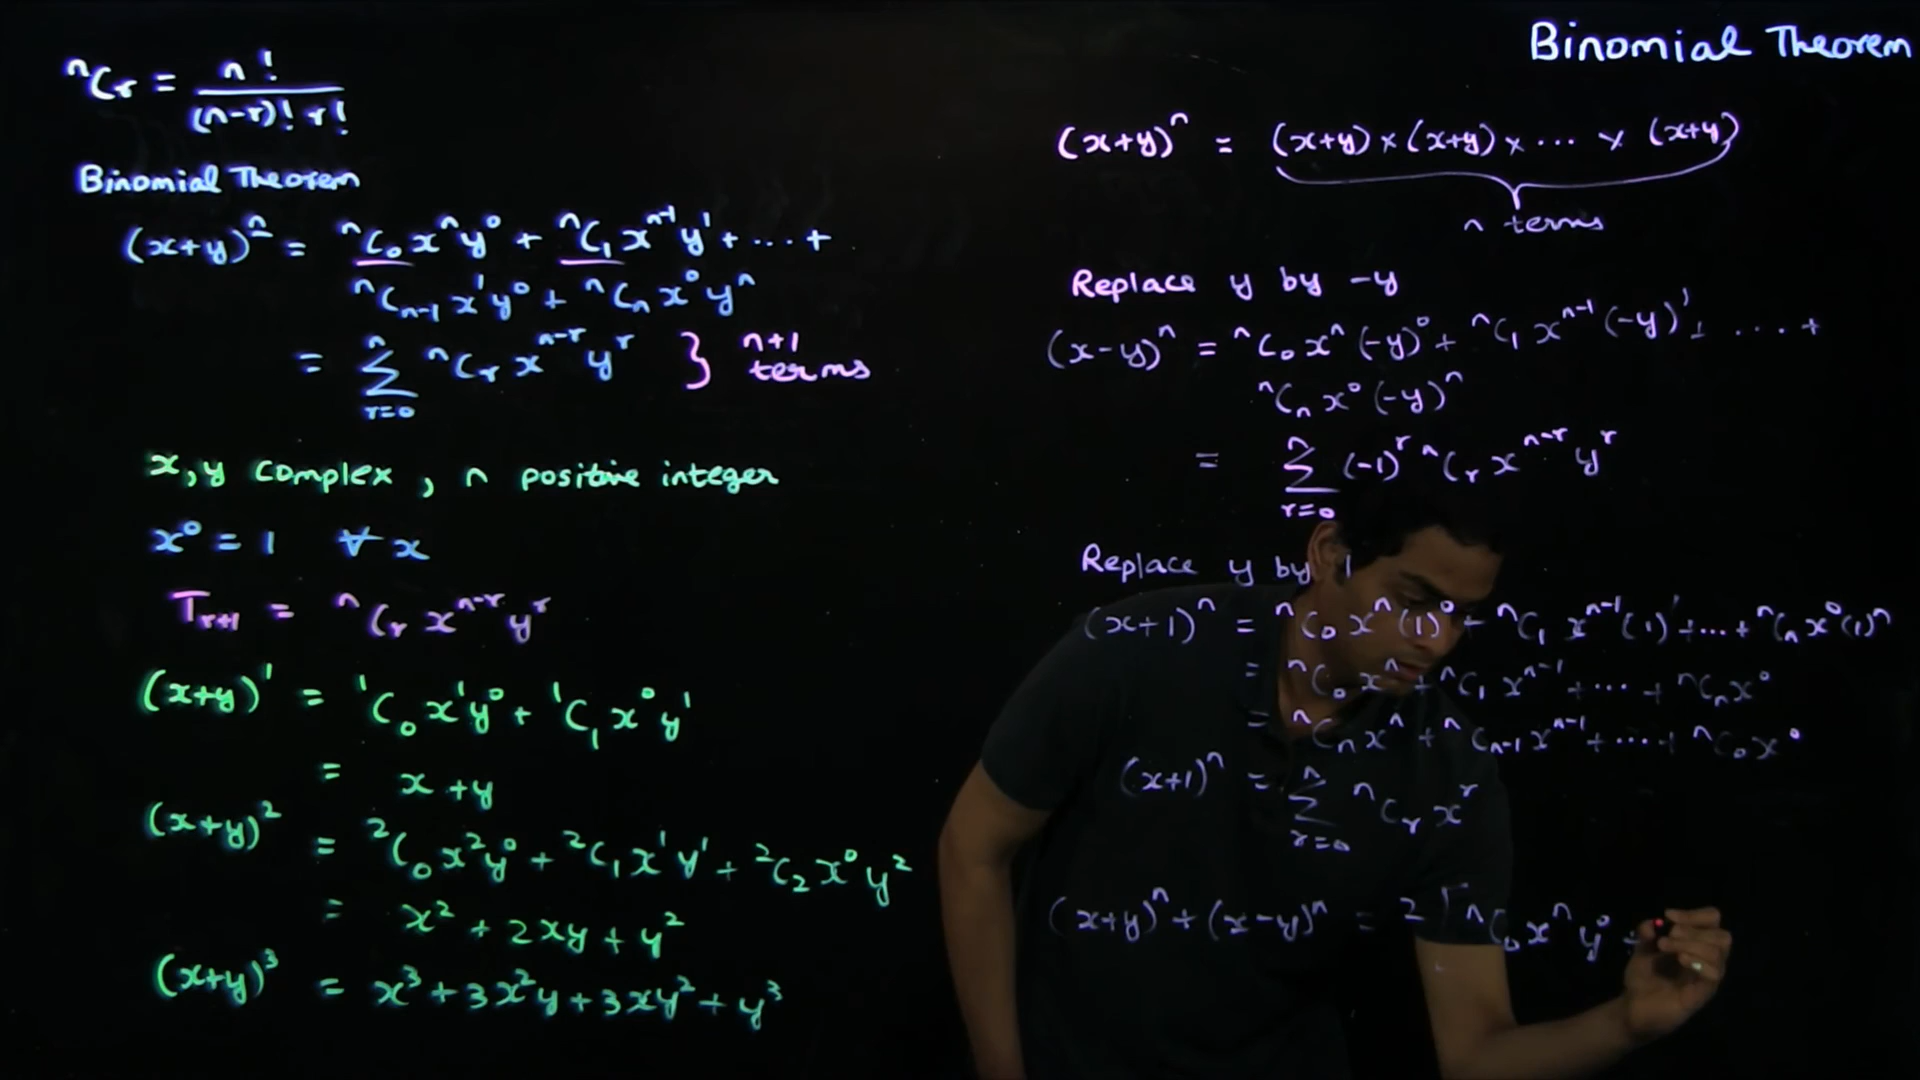 ⁿCᵣ = n! / (n-r)! r!
Binomial Theorem
(x+y)ⁿ = ⁿC₀ xⁿ y⁰ + ⁿC₁ xⁿ⁻¹ y¹ + ... +
ⁿCₙ₋₁ x¹ y⁰ + ⁿCₙ x⁰ yⁿ
= Σ_{r=0}^{n} ⁿCᵣ xⁿ⁻ʳ yʳ } n+1 terms
x, y complex, n positive integer
x⁰ = 1 ∀ x
Tᵣ₊₁ = ⁿCᵣ xⁿ⁻ʳ yʳ
(x+y)¹ = ¹C₀ x¹ y⁰ + ¹C₁ x⁰ y¹
= x + y
(x+y)² = ²C₀ x² y⁰ + ²C₁ x¹ y¹ + ²C₂ x⁰ y²
= x² + 2xy + y²
(x+y)³ = x³ + 3x²y + 3xy² + y³
Binomial Theorem
(x+y)ⁿ = (x+y) × (x+y) × ... × (x+y)
n terms
Replace y by -y
(x-y)ⁿ = ⁿC₀ xⁿ (-y)⁰ + ⁿC₁ xⁿ⁻¹ (-y)¹ + .... +
ⁿCₙ x⁰ (-y)ⁿ
= Σ_{r=0}^{n} (-1)ʳ ⁿCᵣ xⁿ⁻ʳ yʳ
Replace y by 1
(x+1)ⁿ = ⁿC₀ xⁿ (1)⁰ + ⁿC₁ xⁿ⁻¹ (1)¹ + ... + ⁿCₙ x⁰ (1)ⁿ
= ⁿC₀ xⁿ + ⁿC₁ xⁿ⁻¹ + ... + ⁿCₙ x⁰
= ⁿCₙ xⁿ + ⁿCₙ₋₁ xⁿ⁻¹ + ... + ⁿC₀ x⁰
(x+1)ⁿ = Σ_{r=0}^{n} ⁿCᵣ xʳ
(x+y)ⁿ + (x-y)ⁿ = 2 [ ⁿC₀ xⁿ y⁰ +